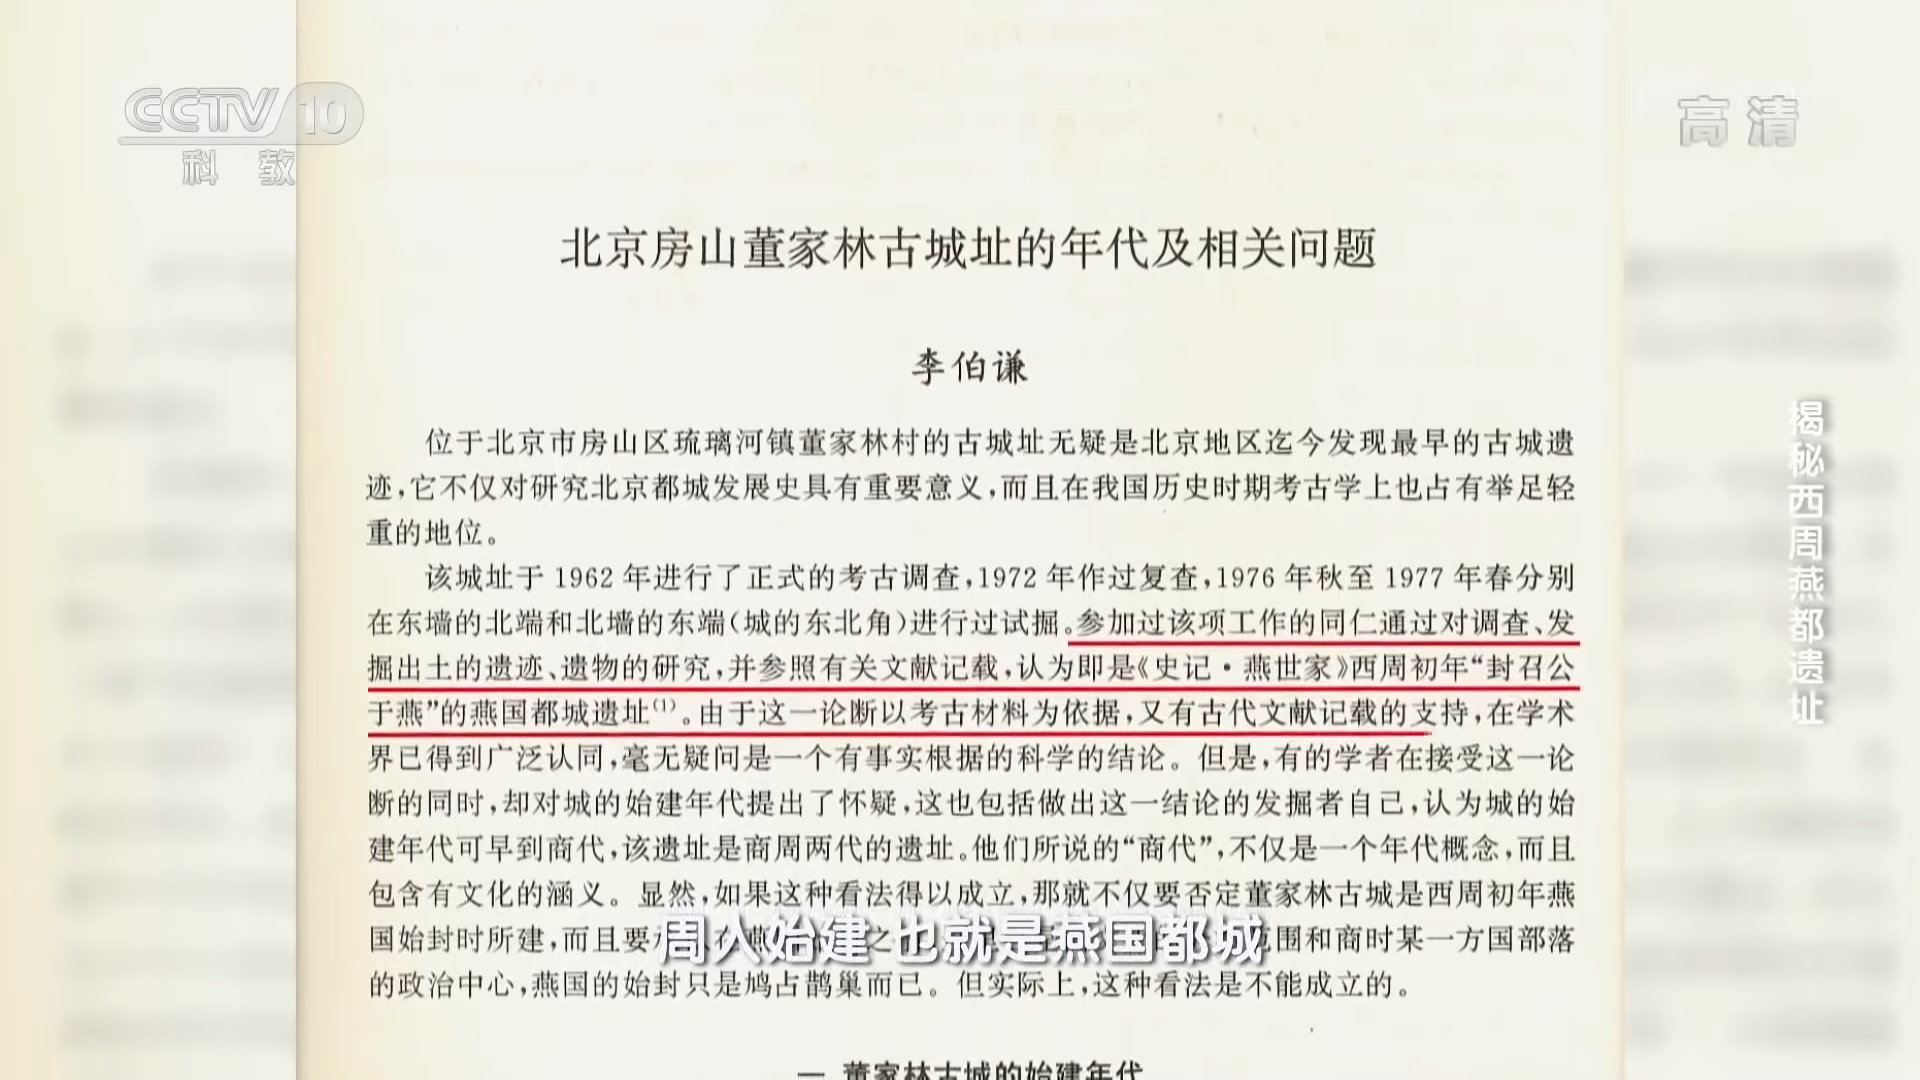 CCTV 10
科 教
高清
揭秘西周燕都遗址
北京房山董家林古城址的年代及相关问题
李伯谦
位于北京市房山区琉璃河镇董家林村的古城址无疑是北京地区迄今发现最早的古城遗
迹,它不仅对研究北京都城发展史具有重要意义,而且在我国历史时期考古学上也占有举足轻
重的地位。
该城址于 1962 年进行了正式的考古调查,1972 年作过复查,1976 年秋至 1977 年春分别
在东墙的北端和北墙的东端(城的东北角)进行过试掘。参加过该项工作的同仁通过对调查、发
掘出土的遗迹、遗物的研究,并参照有关文献记载,认为即是《史记·燕世家》西周初年“封召公
于燕”的燕国都城遗址⁽¹⁾。由于这一论断以考古材料为依据,又有古代文献记载的支持,在学术
界已得到广泛认同,毫无疑问是一个有事实根据的科学的结论。但是,有的学者在接受这一论
断的同时,却对城的始建年代提出了怀疑,这也包括做出这一结论的发掘者自己,认为城的始
建年代可早到商代,该遗址是商周两代的遗址。他们所说的“商代”,不仅是一个年代概念,而且
包含有文化的涵义。显然,如果这种看法得以成立,那就不仅要否定董家林古城是西周初年燕
国始封时所建,而且要 范围和商时某一方国部落
周人始建 也就是燕国都城
的政治中心,燕国的始封只是鸠占鹊巢而已。但实际上,这种看法是不能成立的。
一 董家林古城的始建年代